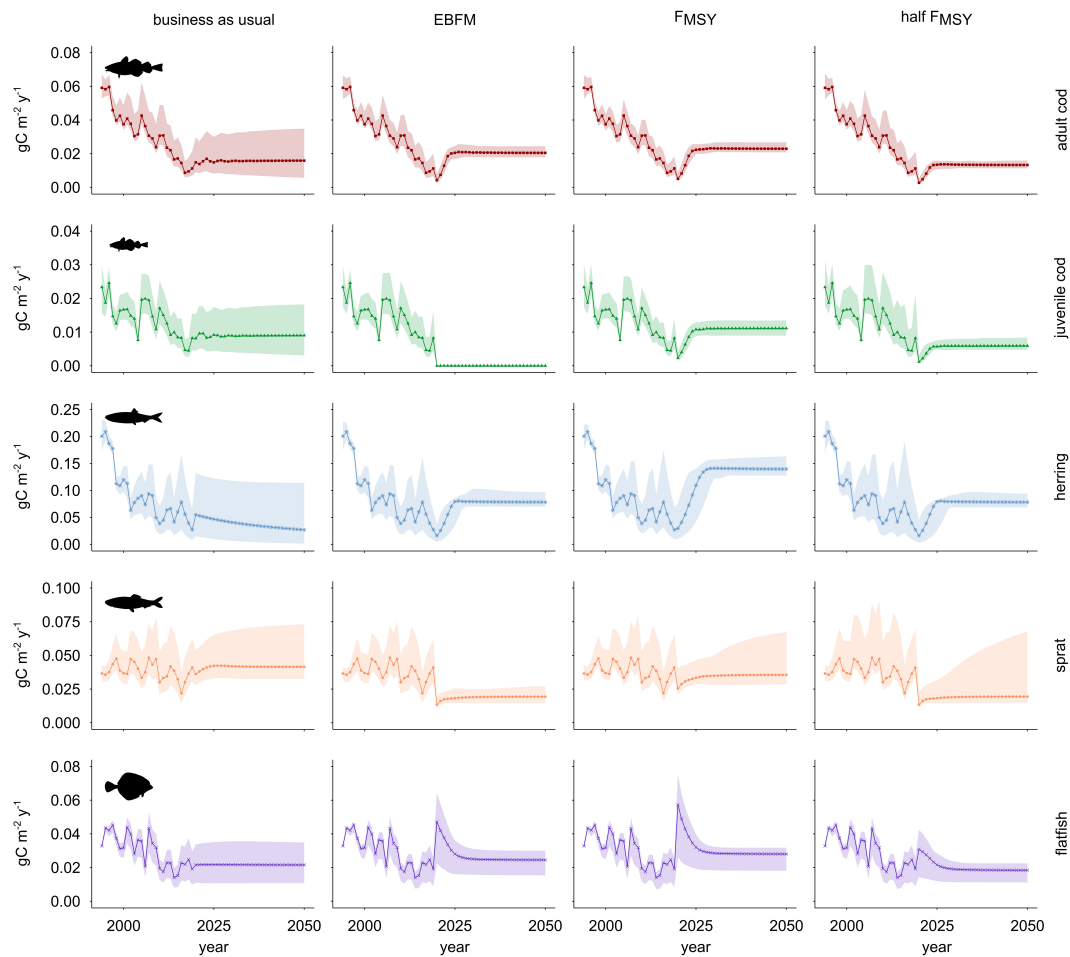 business as usual EBFM FMSY half FMSY
0.08
0.06
0.04
0.02
0.00
gC m-2 y-1
adult cod
0.04
0.03
0.02
0.01
0.00
gC m-2 y-1
juvenile cod
0.25
0.20
0.15
0.10
0.05
0.00
gC m-2 y-1
herring
0.100
0.075
0.050
0.025
0.000
gC m-2 y-1
sprat
0.08
0.06
0.04
0.02
0.00
gC m-2 y-1
flatfish
2000 2025 2050 2000 2025 2050 2000 2025 2050 2000 2025 2050
year year year year